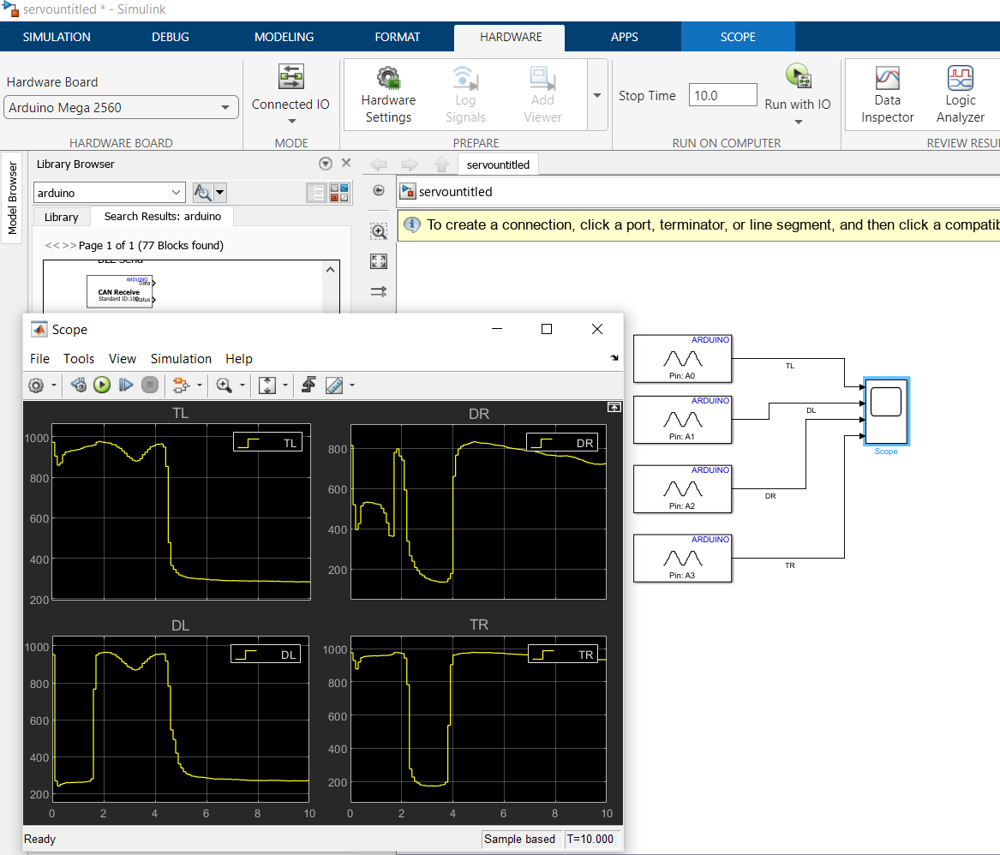 servountitled * - Simulink
SIMULATION DEBUG MODELING FORMAT HARDWARE APPS SCOPE
Hardware Board
Arduino Mega 2560
Connected IO
Hardware
Settings
Log
Signals
Add
Viewer
Stop Time 10.0
Run with IO
Data
Inspector
Logic
Analyzer
HARDWARE BOARD MODE PREPARE RUN ON COMPUTER REVIEW RESU
Model Browser
Library Browser
arduino
Library Search Results: arduino
<< >> Page 1 of 1 (77 Blocks found)
BLE Send
ARDUINO
Data
CAN Receive
Standard ID:100
Status
servountitled
servountitled
To create a connection, click a port, terminator, or line segment, and then click a compatib
Scope
File Tools View Simulation Help
TL
TL
1000
800
600
400
200
DR
DR
800
600
400
200
DL
DL
1000
800
600
400
200
0 2 4 6 8 10
TR
TR
1000
800
600
400
200
0 2 4 6 8 10
Ready
Sample based T=10.000
ARDUINO
Pin: A0
TL
ARDUINO
Pin: A1
DL
ARDUINO
Pin: A2
DR
ARDUINO
Pin: A3
TR
Scope